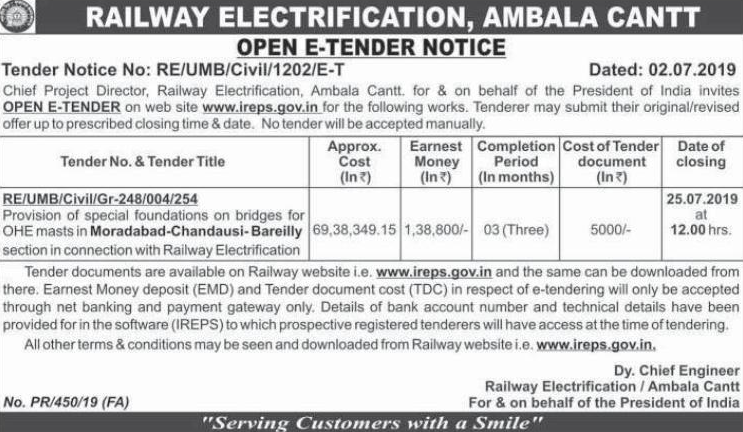 RAILWAY ELECTRIFICATION, AMBALA CANTT
OPEN E-TENDER NOTICE
Tender Notice No: RE/UMB/Civil/1202/E-T Dated: 02.07.2019
Chief Project Director, Railway Electrification, Ambala Cantt. for & on behalf of the President of India invites
OPEN E-TENDER on web site www.ireps.gov.in for the following works. Tenderer may submit their original/revised
offer up to prescribed closing time & date. No tender will be accepted manually.
Tender No. & Tender Title
Approx. Cost (In ₹)
Earnest Money (In ₹)
Completion Period (In months)
Cost of Tender document (In ₹)
Date of closing
RE/UMB/Civil/Gr-248/004/254
Provision of special foundations on bridges for
OHE masts in Moradabad-Chandausi-Bareilly
section in connection with Railway Electrification
69,38,349.15
1,38,800/-
03 (Three)
5000/-
25.07.2019
at
12.00 hrs.
Tender documents are available on Railway website i.e. www.ireps.gov.in and the same can be downloaded from
there. Earnest Money deposit (EMD) and Tender document cost (TDC) in respect of e-tendering will only be accepted
through net banking and payment gateway only. Details of bank account number and technical details have been
provided for in the software (IREPS) to which prospective registered tenderers will have access at the time of tendering.
All other terms & conditions may be seen and downloaded from Railway website i.e. www.ireps.gov.in.
Dy. Chief Engineer
Railway Electrification / Ambala Cantt
No. PR/450/19 (FA) For & on behalf of the President of India
"Serving Customers with a Smile"